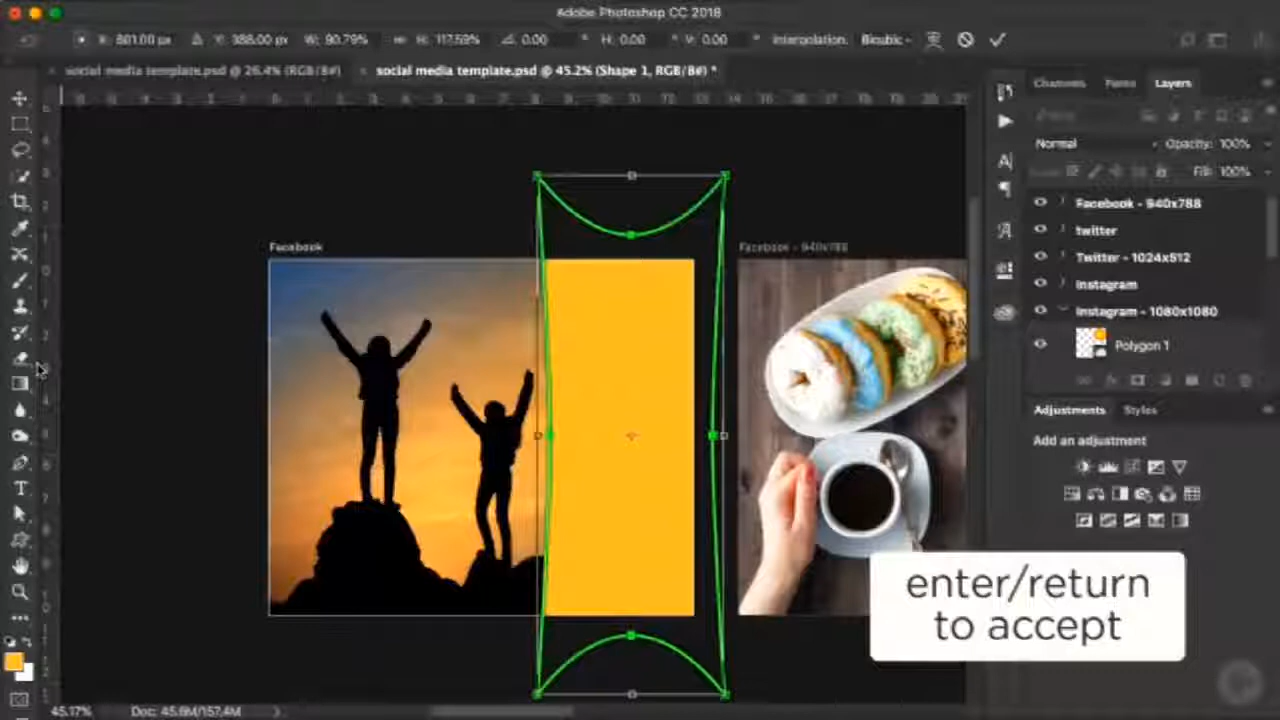 Adobe Photoshop CC 2018
X: 801.00 px Y: 388.00 px W: 90.79% H: 117.59% 0.00 ° H: 0.00 ° V: 0.00 ° Interpolation: Bicubic
social media template.psd @ 26.4% (RGB/8#)
social media template.psd @ 45.2% (Shape 1, RGB/8#) *
Channels Layers
Normal Opacity: 100%
Fill: 100%
Facebook - 940x788
twitter
Twitter - 1024x512
Instagram
Instagram - 1080x1080
Polygon 1
Facebook
Facebook - 940x788
Adjustments Styles
Add an adjustment
enter/return
to accept
45.17% Doc: 45.6M/157.4M